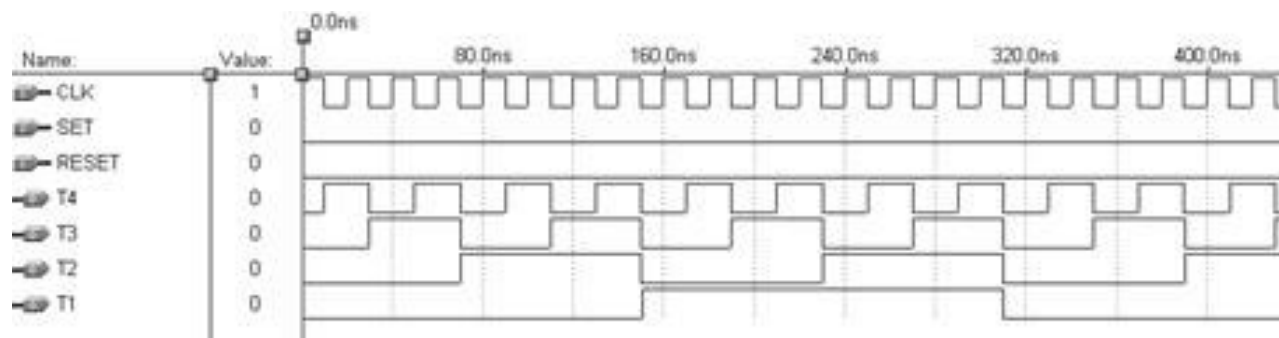 0.0ns
Name: Value: 80.0ns 160.0ns 240.0ns 320.0ns 400.0ns
CLK 1
SET 0
RESET 0
T4 0
T3 0
T2 0
T1 0